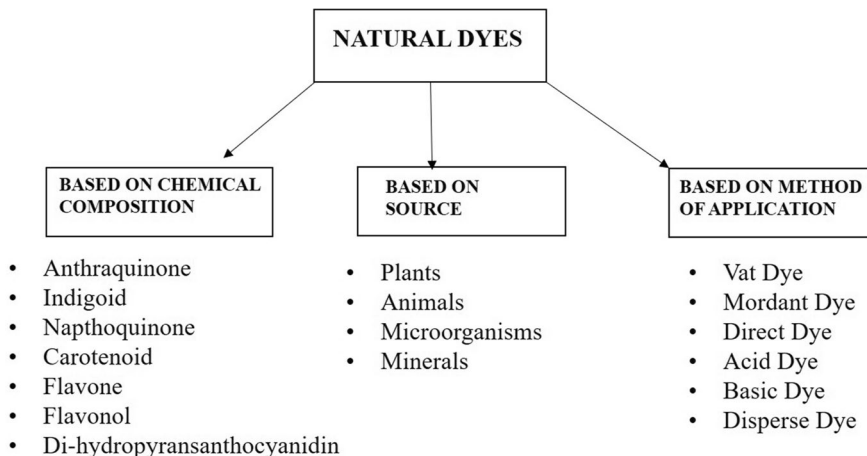 NATURAL DYES
BASED ON CHEMICAL
COMPOSITION
• Anthraquinone
• Indigoid
• Napthoquinone
• Carotenoid
• Flavone
• Flavonol
• Di-hydropyransanthocyanidin
BASED ON
SOURCE
• Plants
• Animals
• Microorganisms
• Minerals
BASED ON METHOD
OF APPLICATION
• Vat Dye
• Mordant Dye
• Direct Dye
• Acid Dye
• Basic Dye
• Disperse Dye